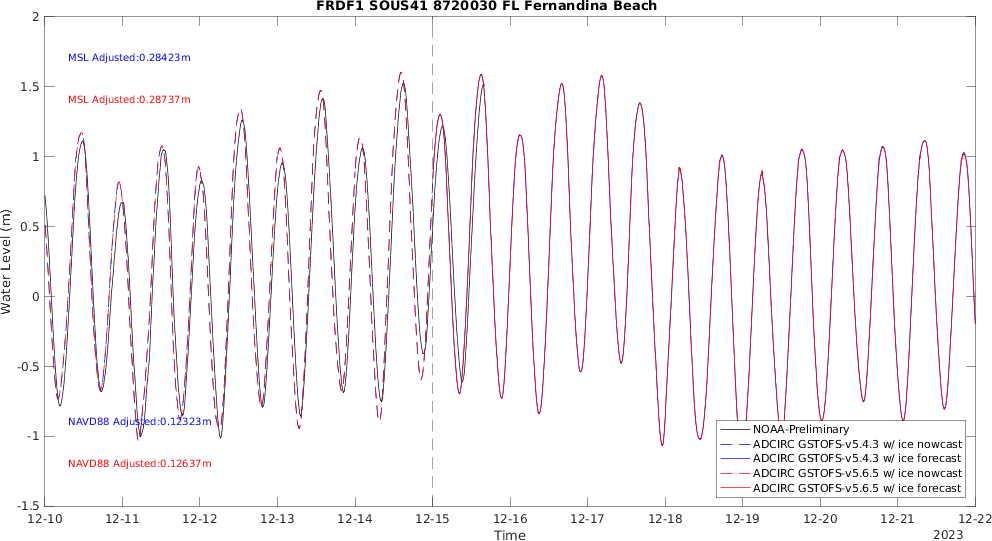 FRDF1 SOUS41 8720030 FL Fernandina Beach
2
1.5
1
0.5
0
-0.5
-1
-1.5
Water Level (m)
MSL Adjusted:0.28423m
MSL Adjusted:0.28737m
NAVD88 Adjusted:0.12323m
NAVD88 Adjusted:0.12637m
NOAA-Preliminary
ADCIRC GSTOFS-v5.4.3 w/ ice nowcast
ADCIRC GSTOFS-v5.4.3 w/ ice forecast
ADCIRC GSTOFS-v5.6.5 w/ ice nowcast
ADCIRC GSTOFS-v5.6.5 w/ ice forecast
12-10 12-11 12-12 12-13 12-14 12-15 12-16 12-17 12-18 12-19 12-20 12-21 12-22
Time
2023